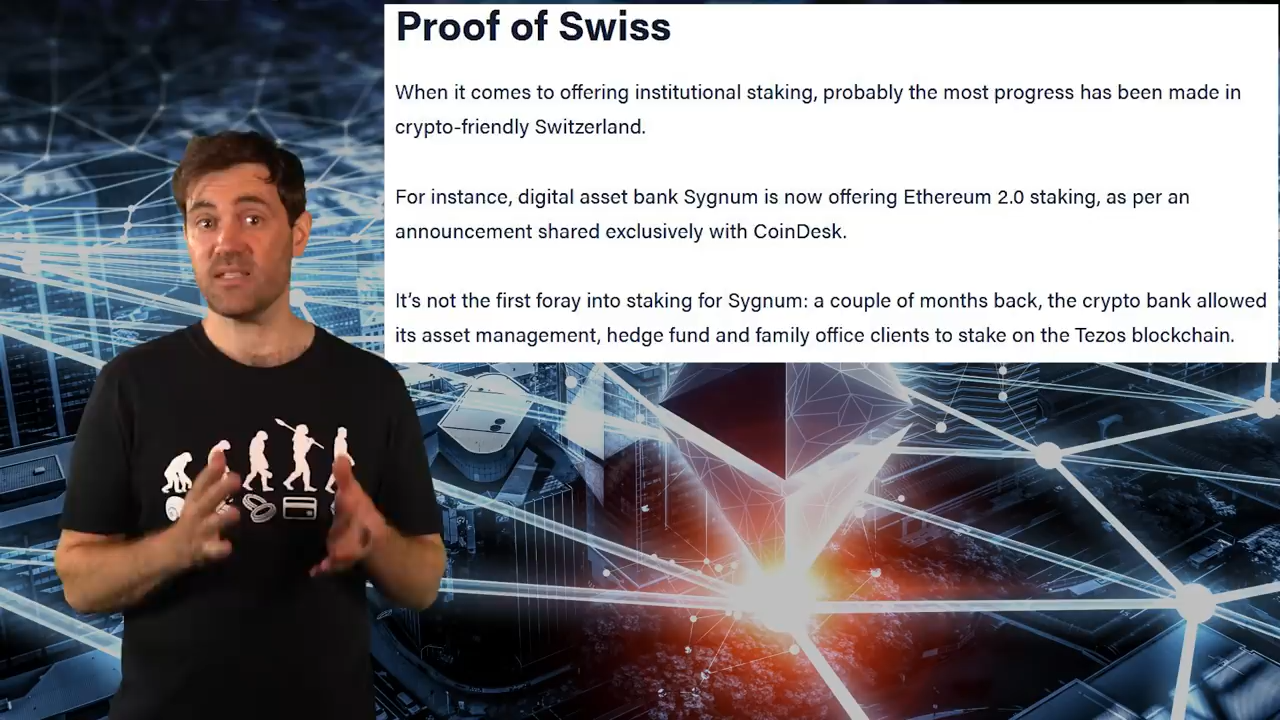 Proof of Swiss
When it comes to offering institutional staking, probably the most progress has been made in
crypto-friendly Switzerland.
For instance, digital asset bank Sygnum is now offering Ethereum 2.0 staking, as per an
announcement shared exclusively with CoinDesk.
It’s not the first foray into staking for Sygnum: a couple of months back, the crypto bank allowed
its asset management, hedge fund and family office clients to stake on the Tezos blockchain.